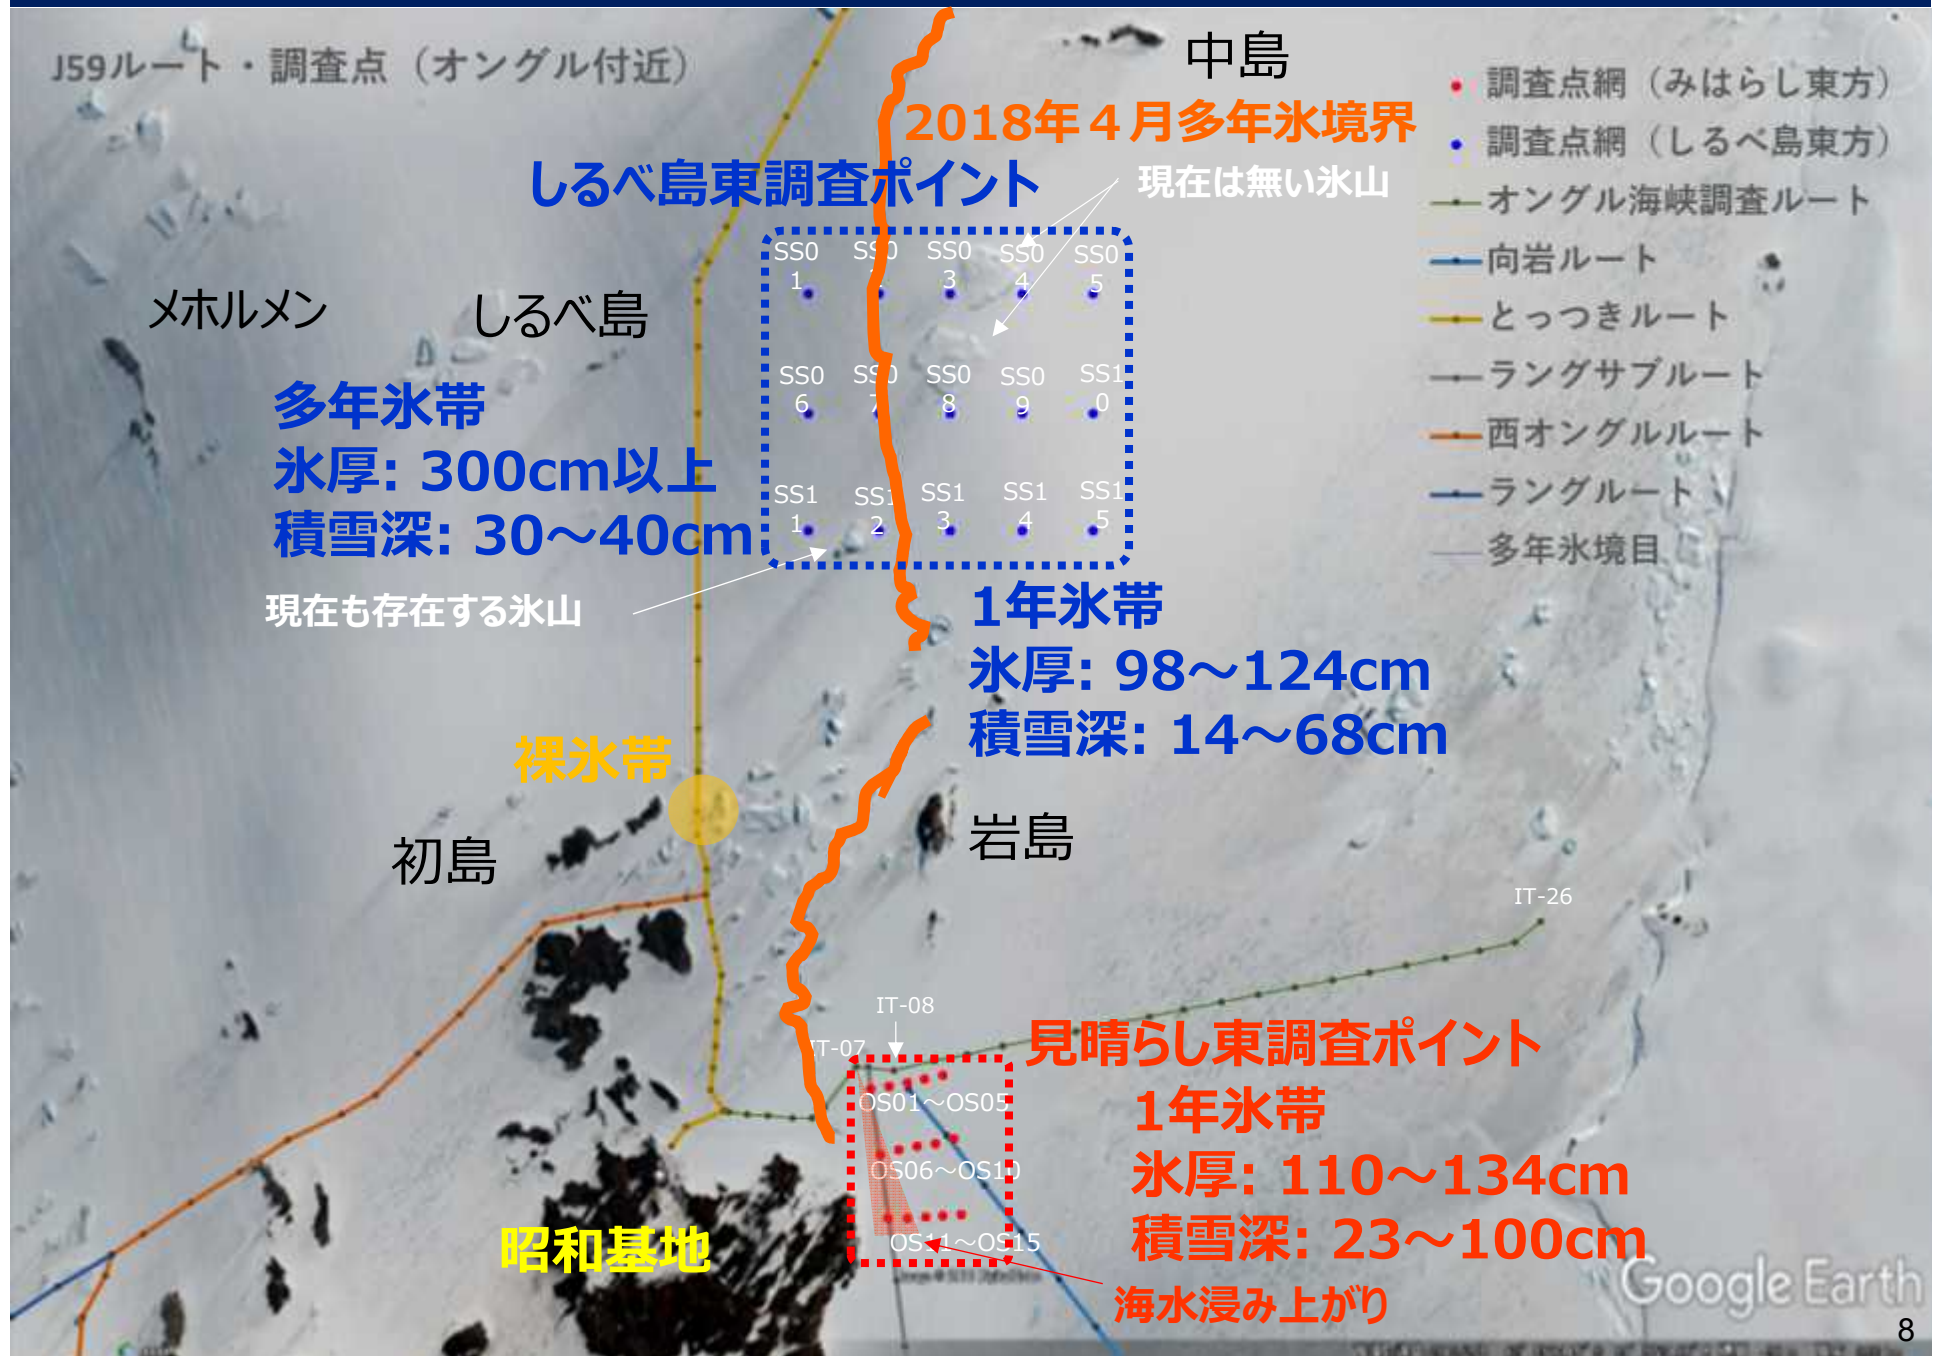 J59ルート・調査点（オングル付近）
中島
2018年４月多年氷境界
しるべ島東調査ポイント
現在は無い氷山
調査点網（みはらし東方）
調査点網（しるべ島東方）
オングル海峡調査ルート
向岩ルート
とっつきルート
ラングサブルート
西オングルルート
ラングルート
多年氷境目
SS01
SS03
SS04
SS05
メホルメン
しるべ島
SS06
SS07
SS08
SS09
SS10
多年氷帯
氷厚: 300cm以上
積雪深: 30～40cm
SS11
SS12
SS13
SS14
SS15
現在も存在する氷山
1年氷帯
氷厚: 98～124cm
積雪深: 14～68cm
裸氷帯
初島
岩島
IT-26
IT-08
IT-07
見晴らし東調査ポイント
OS01～OS05
1年氷帯
OS06～OS10
氷厚: 110～134cm
昭和基地
OS11～OS15
積雪深: 23～100cm
海水浸み上がり
Google Earth
8